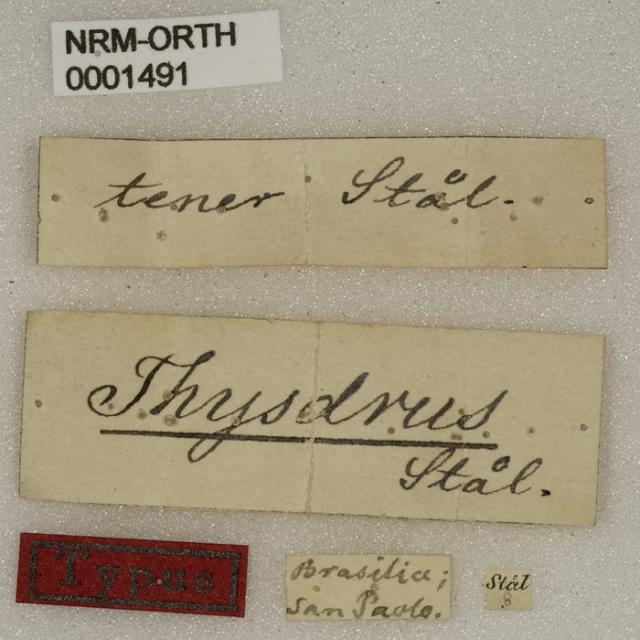 NRM-ORTH
0001491
tener Stål.
Thysdrus
Stål.
Typus
Brasilia;
San Paolo.
Stål